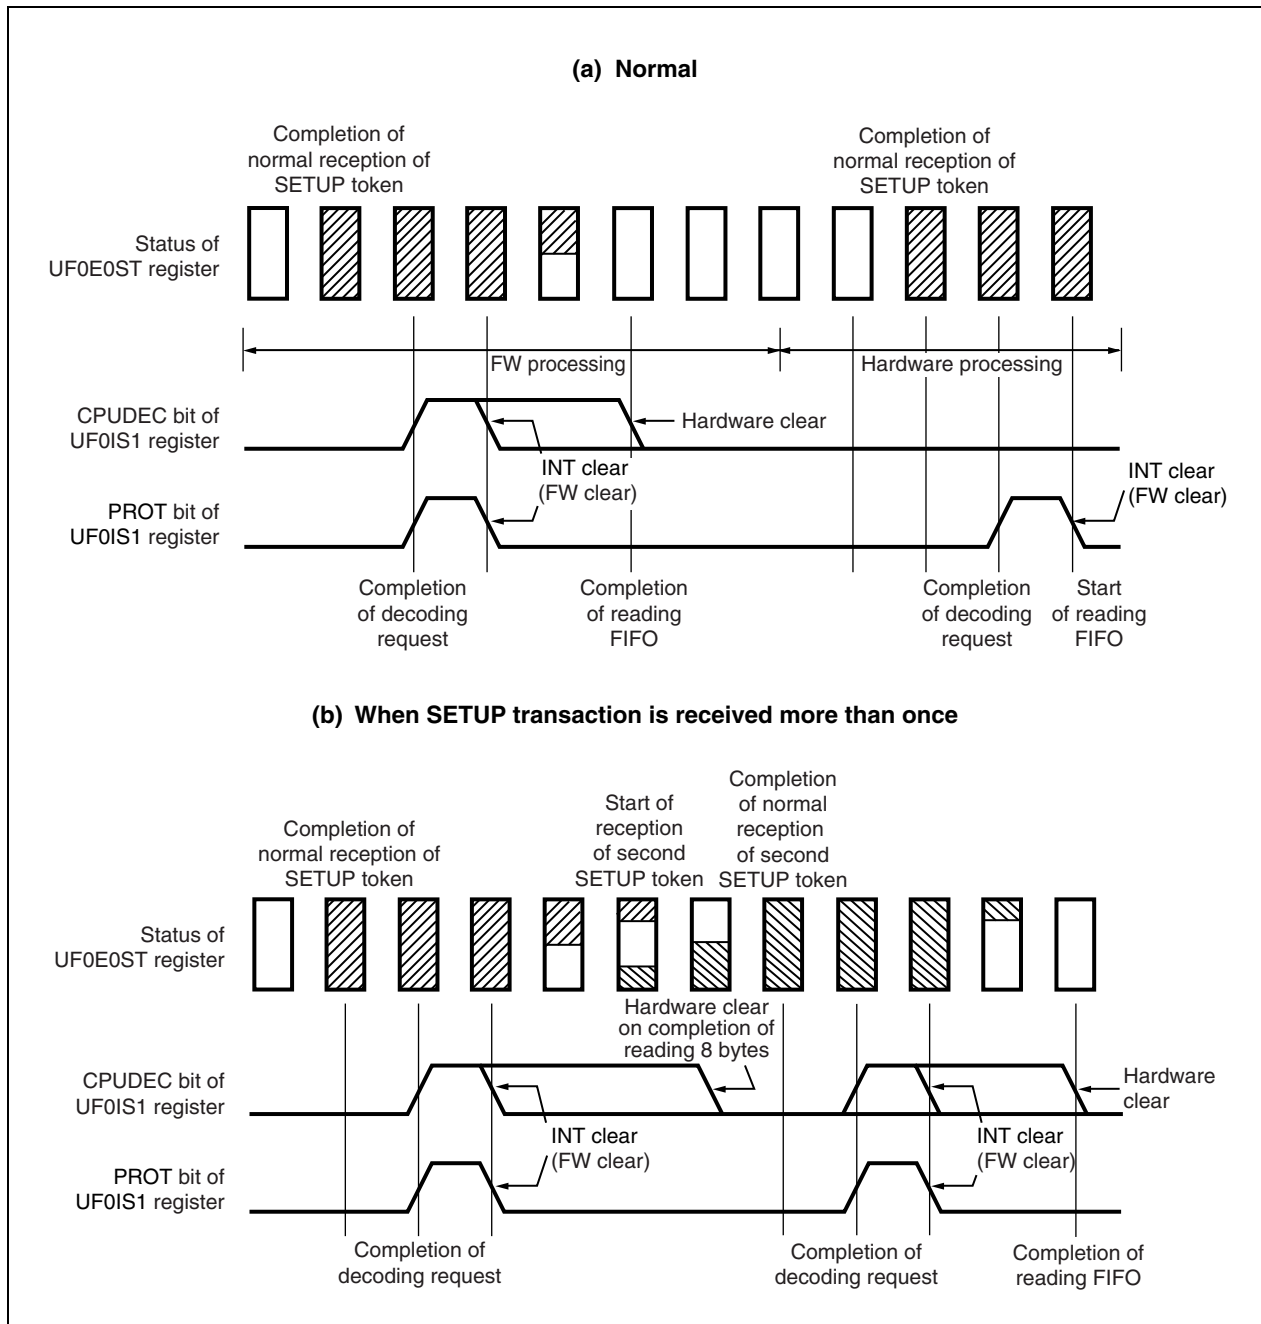 (a) Normal
Completion of
normal reception of
SETUP token
Completion of
normal reception of
SETUP token
Status of
UF0E0ST register
FW processing
Hardware processing
CPUDEC bit of
UF0IS1 register
Hardware clear
INT clear
(FW clear)
INT clear
(FW clear)
PROT bit of
UF0IS1 register
Completion
of decoding
request
Completion
of reading
FIFO
Completion
of decoding
request
Start
of reading
FIFO
(b) When SETUP transaction is received more than once
Completion of
normal reception of
SETUP token
Start of
reception
of second
SETUP token
Completion
of normal
reception
of second
SETUP token
Status of
UF0E0ST register
Hardware clear
on completion of
reading 8 bytes
CPUDEC bit of
UF0IS1 register
Hardware
clear
INT clear
(FW clear)
INT clear
(FW clear)
PROT bit of
UF0IS1 register
Completion of
decoding request
Completion of
decoding request
Completion of
reading FIFO